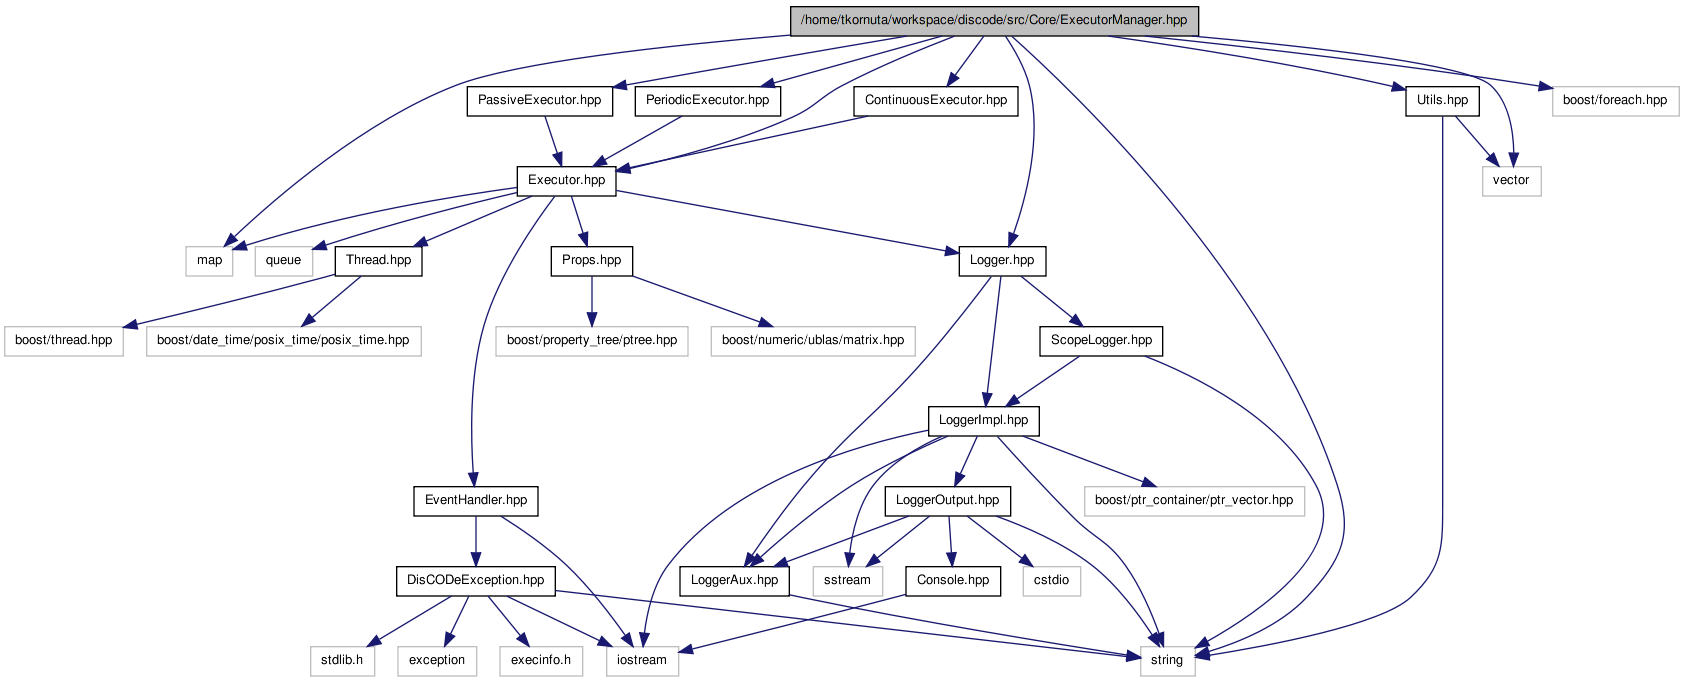 /home/tkornuta/workspace/discode/src/Core/ExecutorManager.hpp
PassiveExecutor.hpp
PeriodicExecutor.hpp
ContinuousExecutor.hpp
Utils.hpp
boost/foreach.hpp
Executor.hpp
vector
map
queue
Thread.hpp
Props.hpp
Logger.hpp
boost/thread.hpp
boost/date_time/posix_time/posix_time.hpp
boost/property_tree/ptree.hpp
boost/numeric/ublas/matrix.hpp
ScopeLogger.hpp
LoggerImpl.hpp
EventHandler.hpp
LoggerOutput.hpp
boost/ptr_container/ptr_vector.hpp
DisCODeException.hpp
LoggerAux.hpp
sstream
Console.hpp
cstdio
stdlib.h
exception
execinfo.h
iostream
string